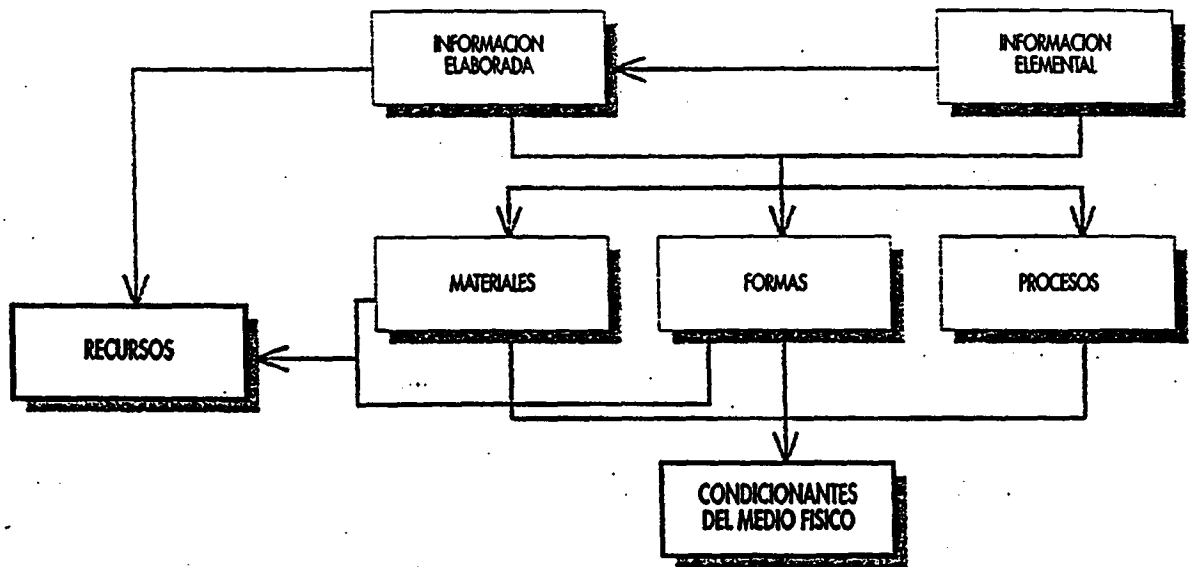 INFORMACION
ELABORADA
INFORMACION
ELEMENTAL
MATERIALES
FORMAS
PROCESOS
RECURSOS
CONDICIONANTES
DEL MEDIO FISICO